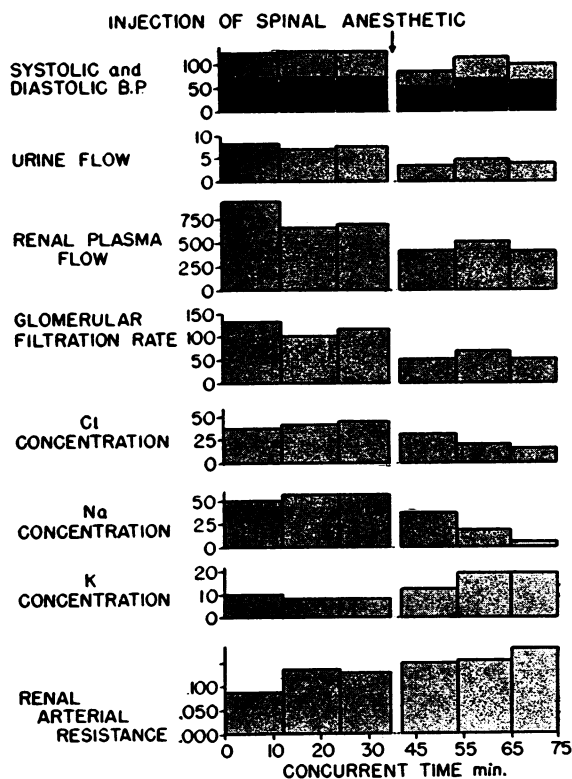 INJECTION OF SPINAL ANESTHETIC
SYSTOLIC and
DIASTOLIC B.P.
100
50
0
URINE FLOW
10
5
0
RENAL PLASMA
FLOW
750
500
250
0
GLOMERULAR
FILTRATION RATE
150
100
50
0
Cl
CONCENTRATION
50
25
0
Na
CONCENTRATION
50
25
0
K
CONCENTRATION
20
10
0
RENAL
ARTERIAL
RESISTANCE
.100
.050
.000
0 10 20 30 45 55 65 75
CONCURRENT TIME min.